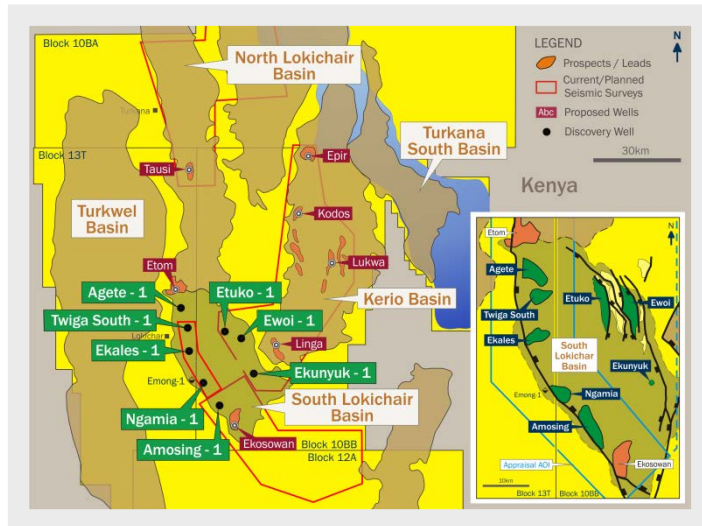 Block 10BA
North Lokichair
Basin
N
LEGEND
Prospects / Leads
Current/Planned
Seismic Surveys
Abc
Proposed Wells
Discovery Well
30km
Turkana
Turkana
South Basin
Block 13T
Tausi
Epir
Kenya
Turkwel
Basin
Kodos
Lukwa
Etom
Kerio Basin
Agete - 1
Etuko - 1
Twiga South - 1
Ewoi - 1
Lokichar
Ekales - 1
Linga
Emong-1
Ekunyuk - 1
South Lokichair
Basin
Ngamia - 1
Amosing - 1
Ekosowan
Block 10BB
Block 12A
Etom
N
Agete
Twiga South
Etuko
Ewoi
Ekales
South
Lokichar
Basin
Ekunyuk
Emong-1
Ngamia
Amosing
Appraisal AOI
Ekosowan
10km
Block 13T
Block 10BB